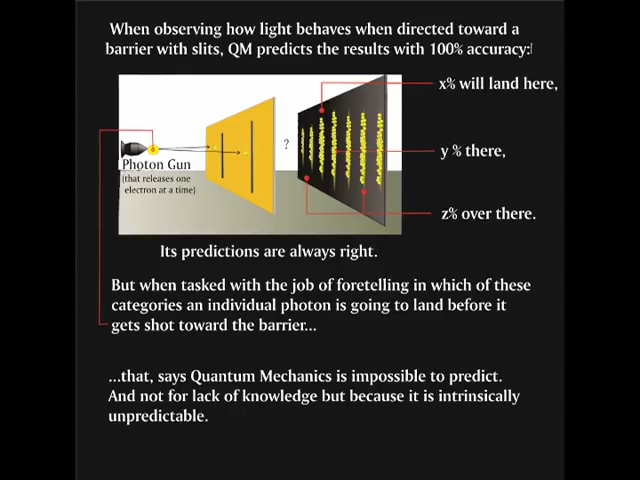 When observing how light behaves when directed toward a
barrier with slits, QM predicts the results with 100% accuracy:
x% will land here,
?
y % there,
Photon Gun
(that releases one
electron at a time)
z% over there.
Its predictions are always right.
But when tasked with the job of foretelling in which of these
categories an individual photon is going to land before it
gets shot toward the barrier...
...that, says Quantum Mechanics is impossible to predict.
And not for lack of knowledge but because it is intrinsically
unpredictable.